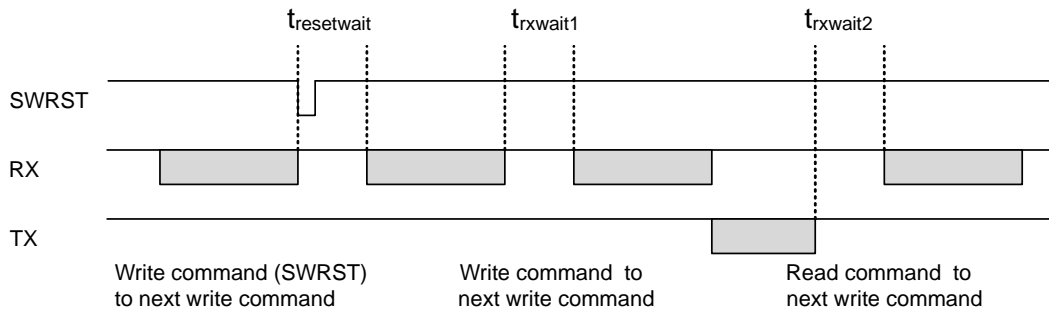 tresetwait trxwait1 trxwait2
SWRST
RX
TX
Write command (SWRST)
to next write command
Write command to
next write command
Read command to
next write command